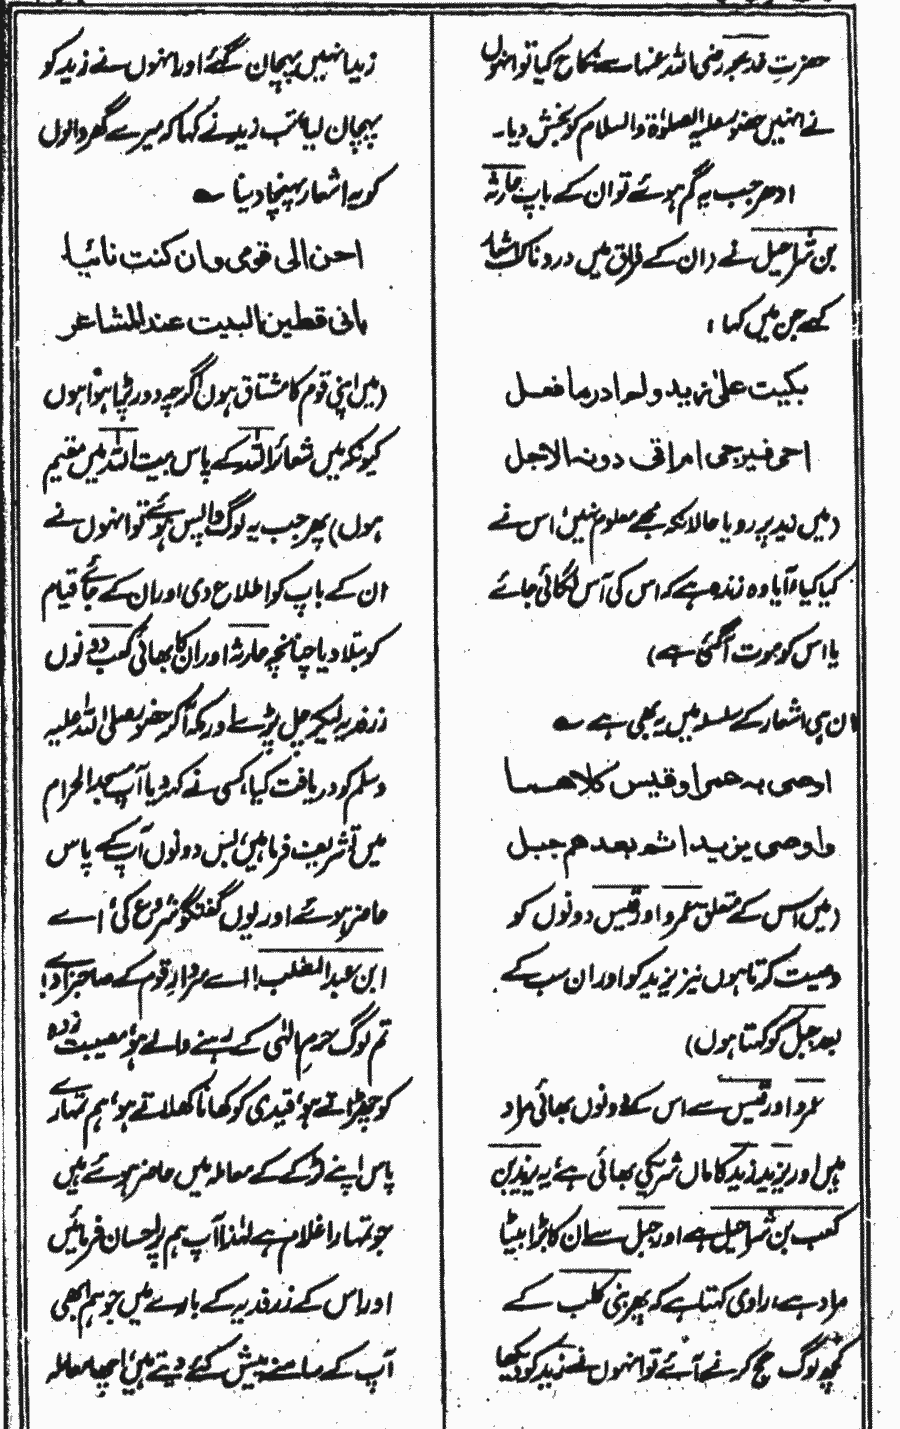 حضرتِ خدیجہ رضی اللہ عنہا سے نکاح کیا تو انہوں
نے انہیں حضور علیہ الصلوٰۃ والسلام کو بخش دیا۔
ادھر جب یہ گم ہوئے تو ان کے باپ حارثہ
بن شراحیل نے (ان کے فراق میں دردناک اشعار
کہے جن میں کہا :
بکیت علیٰ زید ولم ادر ما فعل
احی فیرجی ام اتی دونہ الاجل
(میں زید پر رویا حالانکہ مجھے معلوم نہیں، اس نے
کیا کیا، آیا وہ زندہ ہے کہ اس کی آس لگائی جائے
یا اس کو موت آگئی ہے)
ان ہی اشعار کے سلسلہ میں یہ بھی ہے
اوصی بہ عمرا وقیس کلاھما
واوصی یزیدا ثم بعدھم جبل
(میں اس کے متعلق عمرو اور قیس دونوں کو
وصیت کرتا ہوں نیز یزید کو اور ان سب کے
بعد جبل کو کہتا ہوں)
عمرو اور قیس سے اس کے دونوں بھائی مراد
ہیں اور یزید زید کا ماں شریکی بھائی ہے، یہ یزید بن
کعب بن شراحیل ہے اور جبل سے ان کا بڑا بیٹا
مراد ہے، راوی کہتا ہے کہ پھر بنی کلب کے
کچھ لوگ حج کرنے آئے تو انہوں نے زید کو دیکھا
زید یا انہیں پہچان گئے اور انہوں نے زید کو
پہچان لیا تب زید نے کہا کہ میرے گھر والوں
کو یہ اشعار پہنچا دینا
احن الی قومی وان کنت نائیا
بانی قطین البیت عند المشاعر
(میں اپنی قوم کا مشتاق ہوں اگرچہ دور پڑا ہوا ہوں
کیونکہ میں شعائر اللہ کے پاس بیت اللہ میں مقیم
ہوں) پھر جب یہ لوگ واپس ہوئے تو انہوں نے
ان کے باپ کو اطلاع دی اور ان کے جائے قیام
کو بتلا دیا چنانچہ حارثہ اور ان کا بھائی کعب دونوں
زرفدیہ لیکر چل پڑے اور مکہ آکر حضور صلی اللہ علیہ
وسلم کو دریافت کیا، کسی نے کہدیا آپ مسجد الحرام
میں تشریف فرما ہیں، بس دونوں آپ کے پاس
حاضر ہوئے اور یوں گفتگو شروع کی، اے
ابن عبد المطلب! اے سردارِ قوم کے صاحبزادے!
تم لوگ حرمِ الٰہی کے رہنے والے ہو، مصیبت زدہ
کو چھڑاتے ہو، قیدی کو کھانا کھلاتے ہو، ہم تمہارے
پاس اپنے لڑکے کے معاملہ میں حاضر ہوئے ہیں
جو تمہارا غلام ہے لہٰذا آپ ہم پر احسان فرمائیں
اور اس کے زرفدیہ کے بارے میں جو ہم ابھی
آپ کے سامنے پیش کئے دیتے ہیں، اچھا معاملہ